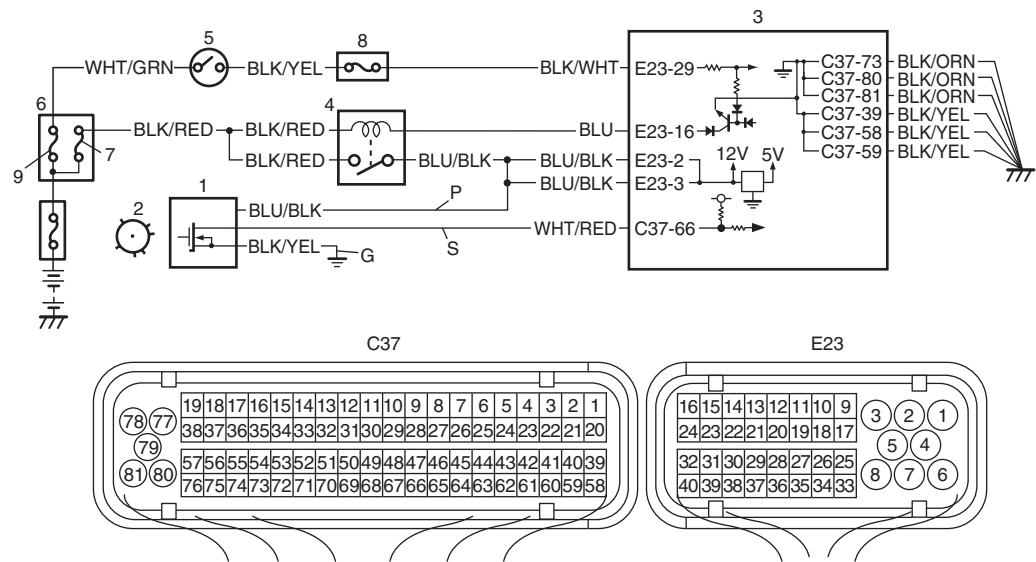 3
5
8
WHT/GRN BLK/YEL BLK/WHT E23-29
C37-73 BLK/ORN
C37-80 BLK/ORN
C37-81 BLK/ORN
C37-39 BLK/YEL
C37-58 BLK/YEL
C37-59 BLK/YEL
6
4
BLK/RED BLK/RED BLU E23-16
7
9
BLK/RED BLU/BLK BLU/BLK E23-2
12V 5V
BLU/BLK E23-3
1
2
BLU/BLK P
WHT/RED C37-66
S
BLK/YEL G
C37
19 18 17 16 15 14 13 12 11 10 9 8 7 6 5 4 3 2 1
38 37 36 35 34 33 32 31 30 29 28 27 26 25 24 23 22 21 20
57 56 55 54 53 52 51 50 49 48 47 46 45 44 43 42 41 40 39
76 75 74 73 72 71 70 69 68 67 66 65 64 63 62 61 60 59 58
78 77
79
81 80
E23
16 15 14 13 12 11 10 9
24 23 22 21 20 19 18 17
32 31 30 29 28 27 26 25
40 39 38 37 36 35 34 33
3 2 1
5 4
8 7 6